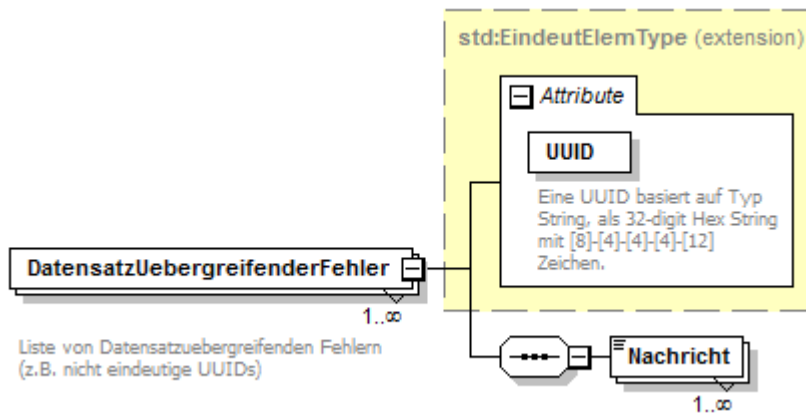 std:EindeutElemType (extension)
Attribute
UUID
Eine UUID basiert auf Typ
String, als 32-digit Hex String
mit [8]-[4]-[4]-[4]-[12]
Zeichen.
DatensatzUebergreifenderFehler
1..∞
Liste von Datensatzuebergreifenden Fehlern
(z.B. nicht eindeutige UUIDs)
Nachricht
1..∞